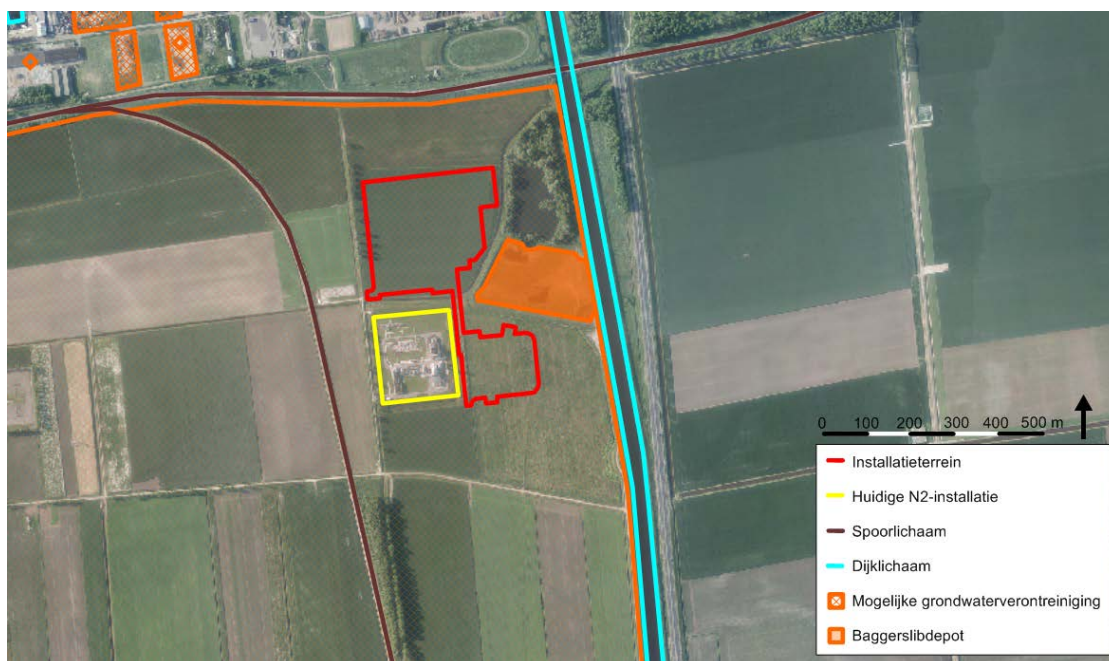 0 100 200 300 400 500 m
Installatieterrein
Huidige N2-installatie
Spoorlichaam
Dijklichaam
Mogelijke grondwaterverontreiniging
Baggerslibdepot